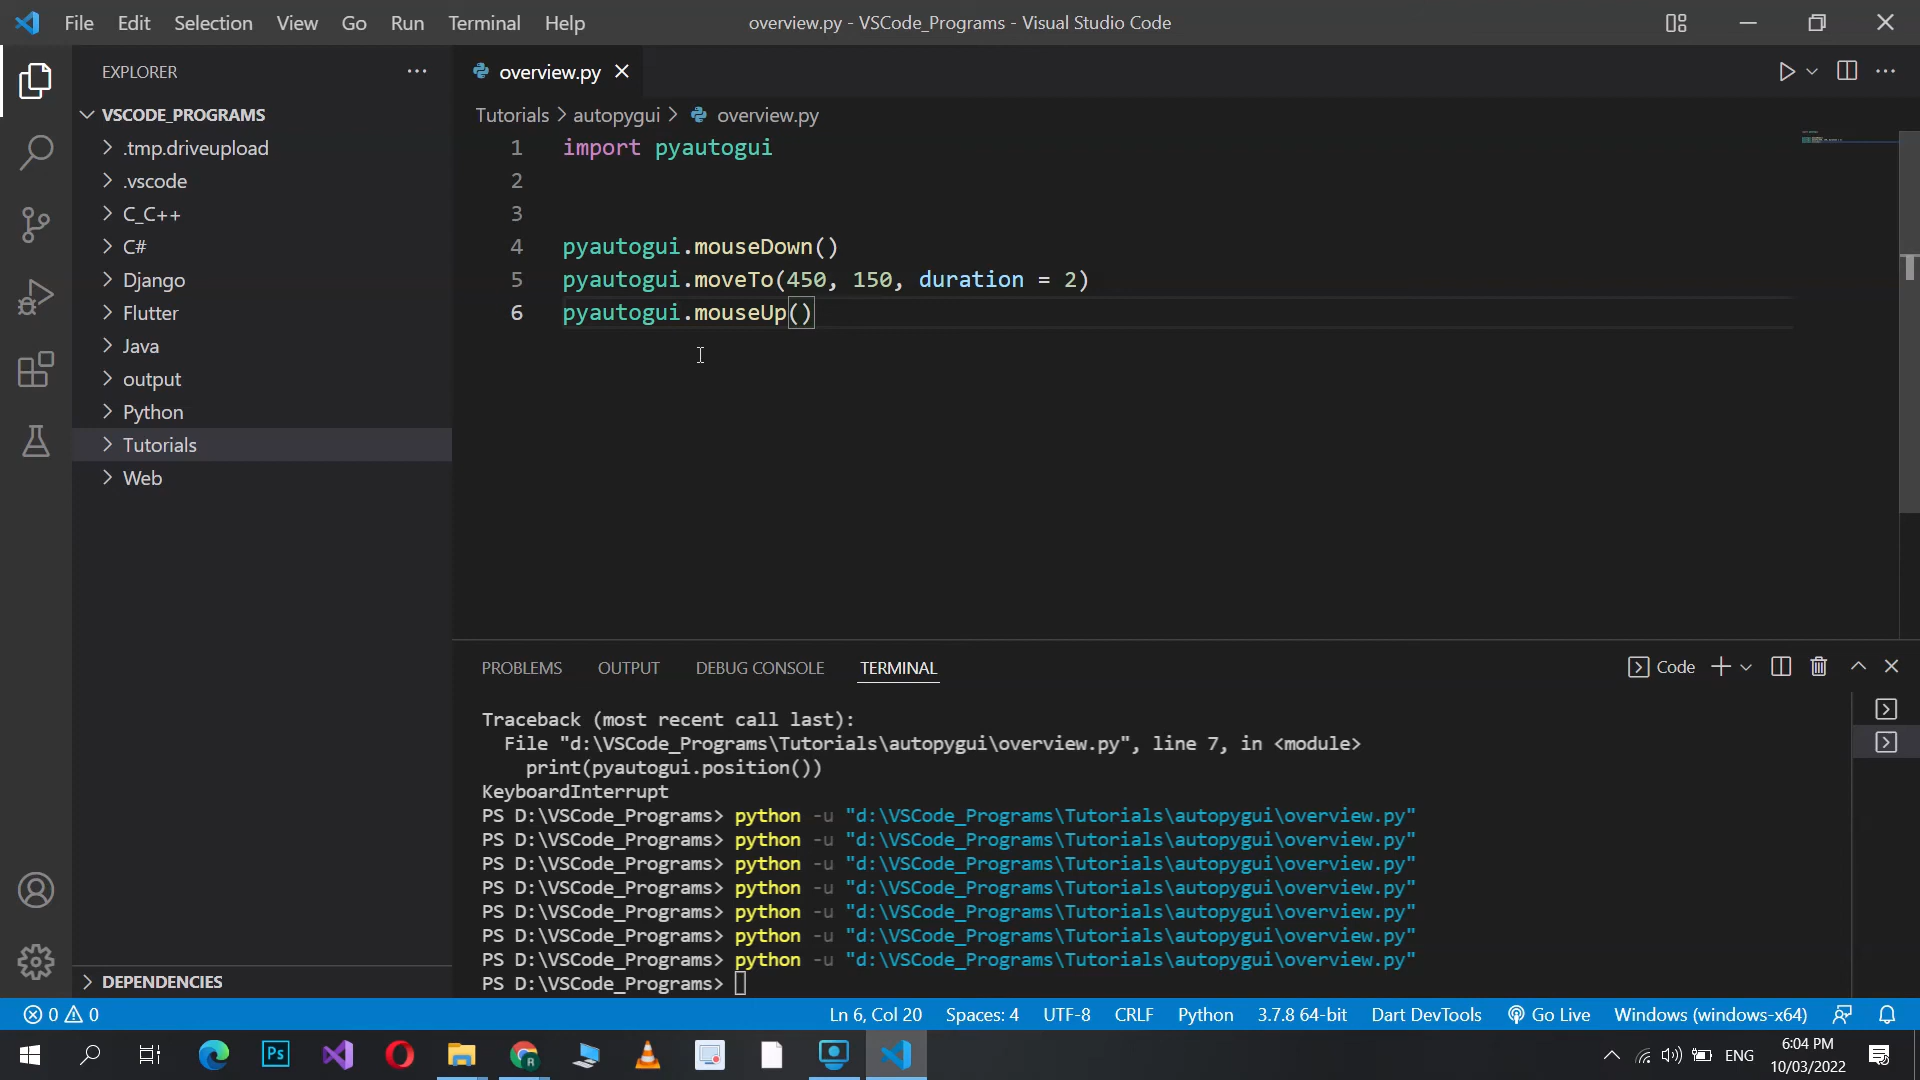 File Edit Selection View Go Run Terminal Help
overview.py - VSCode_Programs - Visual Studio Code
EXPLORER
VSCODE_PROGRAMS
.tmp.driveupload
.vscode
C_C++
C#
Django
Flutter
Java
output
Python
Tutorials
Web
DEPENDENCIES
overview.py
Tutorials > autopygui > overview.py
1 import pyautogui
2
3
4 pyautogui.mouseDown()
5 pyautogui.moveTo(450, 150, duration = 2)
6 pyautogui.mouseUp()
PROBLEMS OUTPUT DEBUG CONSOLE TERMINAL
Code
Traceback (most recent call last):
File "d:\VSCode_Programs\Tutorials\autopygui\overview.py", line 7, in <module>
print(pyautogui.position())
KeyboardInterrupt
PS D:\VSCode_Programs> python -u "d:\VSCode_Programs\Tutorials\autopygui\overview.py"
PS D:\VSCode_Programs> python -u "d:\VSCode_Programs\Tutorials\autopygui\overview.py"
PS D:\VSCode_Programs> python -u "d:\VSCode_Programs\Tutorials\autopygui\overview.py"
PS D:\VSCode_Programs> python -u "d:\VSCode_Programs\Tutorials\autopygui\overview.py"
PS D:\VSCode_Programs> python -u "d:\VSCode_Programs\Tutorials\autopygui\overview.py"
PS D:\VSCode_Programs> python -u "d:\VSCode_Programs\Tutorials\autopygui\overview.py"
PS D:\VSCode_Programs> python -u "d:\VSCode_Programs\Tutorials\autopygui\overview.py"
PS D:\VSCode_Programs>
0 0 Ln 6, Col 20 Spaces: 4 UTF-8 CRLF Python 3.7.8 64-bit Dart DevTools Go Live Windows (windows-x64)
Ps
ENG
6:04 PM
10/03/2022